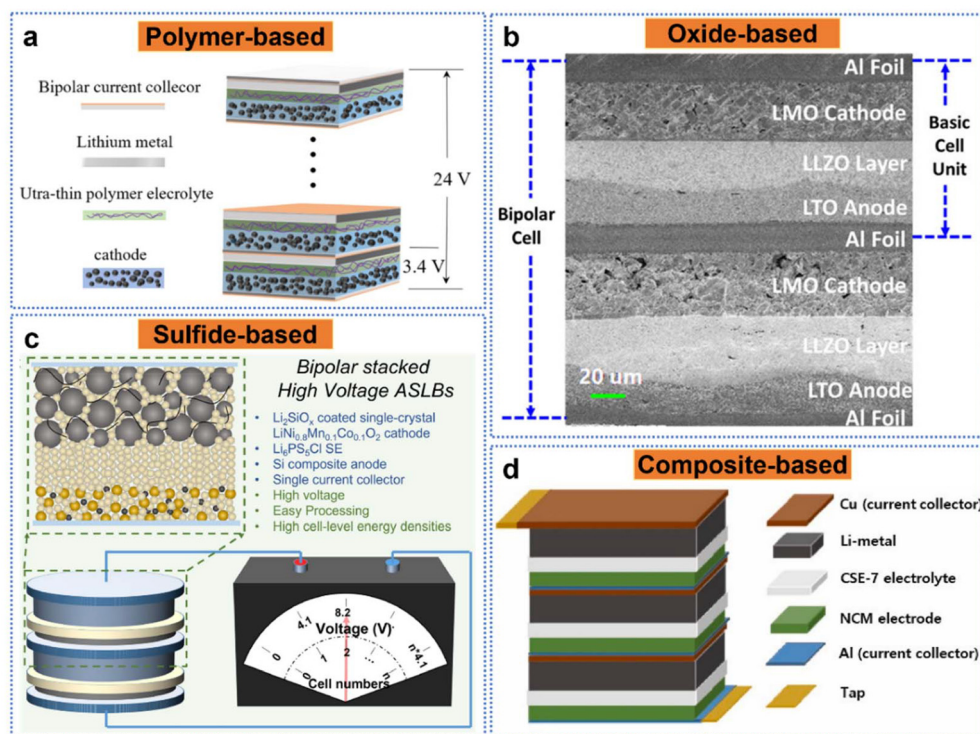 a
Polymer-based
Bipolar current collecor
Lithium metal
Utra-thin polymer elecrolyte
cathode
24 V
3.4 V
b
Oxide-based
Al Foil
LMO Cathode
LLZO Layer
LTO Anode
Al Foil
LMO Cathode
LLZO Layer
LTO Anode
Al Foil
Bipolar
Cell
Basic
Cell
Unit
20 um
c
Sulfide-based
Bipolar stacked
High Voltage ASLBs
• Li₂SiOₓ coated single-crystal
LiNi₀.₈Mn₀.₁Co₀.₁O₂ cathode
• Li₆PS₅Cl SE
• Si composite anode
• Single current collector
• High voltage
• Easy Processing
• High cell-level energy densities
0
4.1
8.2
n*4.1
Voltage (V)
0
1
2
...
n
Cell numbers
d
Composite-based
Cu (current collector)
Li-metal
CSE-7 electrolyte
NCM electrode
Al (current collector)
Tap